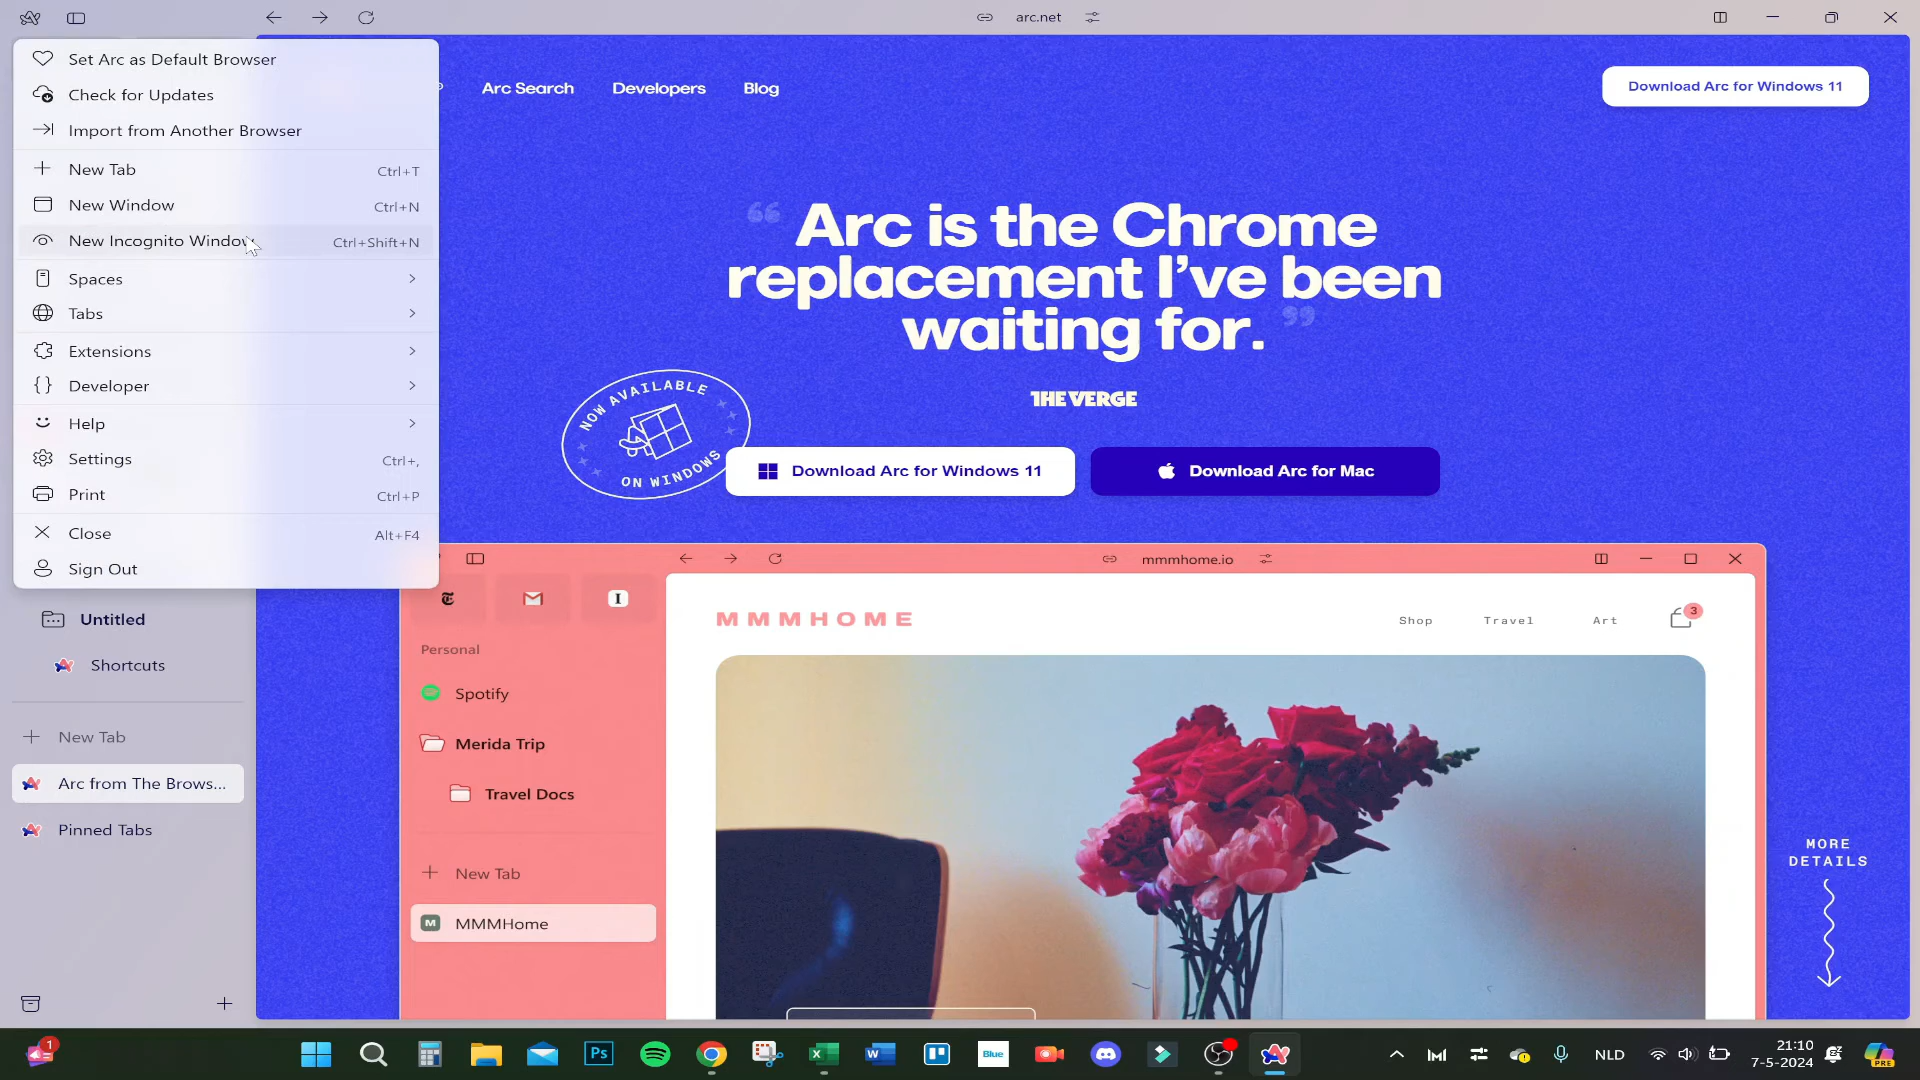 arc.net
Set Arc as Default Browser
Check for Updates
Import from Another Browser
New Tab Ctrl+T
New Window Ctrl+N
New Incognito Window Ctrl+Shift+N
Spaces
Tabs
Extensions
Developer
Help
Settings Ctrl+,
Print Ctrl+P
Close Alt+F4
Sign Out
Untitled
Shortcuts
New Tab
Arc from The Brows...
Pinned Tabs
Arc Search Developers Blog
Download Arc for Windows 11
“Arc is the Chrome
replacement I’ve been
waiting for.”
THE VERGE
NOW AVAILABLE
ON WINDOWS
Download Arc for Windows 11
Download Arc for Mac
mmmhome.io
Personal
Spotify
Merida Trip
Travel Docs
New Tab
M MMMHome
MMMHOME
Shop Travel Art 3
MORE
DETAILS
1
Ps
Blue
NLD
21:10
7-5-2024
PRE